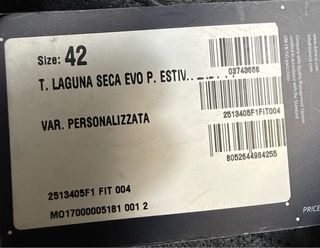 Size: 42
T. LAGUNA SECA EVO P. ESTIV.
03743656
VAR. PERSONALIZZATA
2513405F1FIT004
8052644984255
2513405F1 FIT 004
MO17000005181 001 2
PRICE